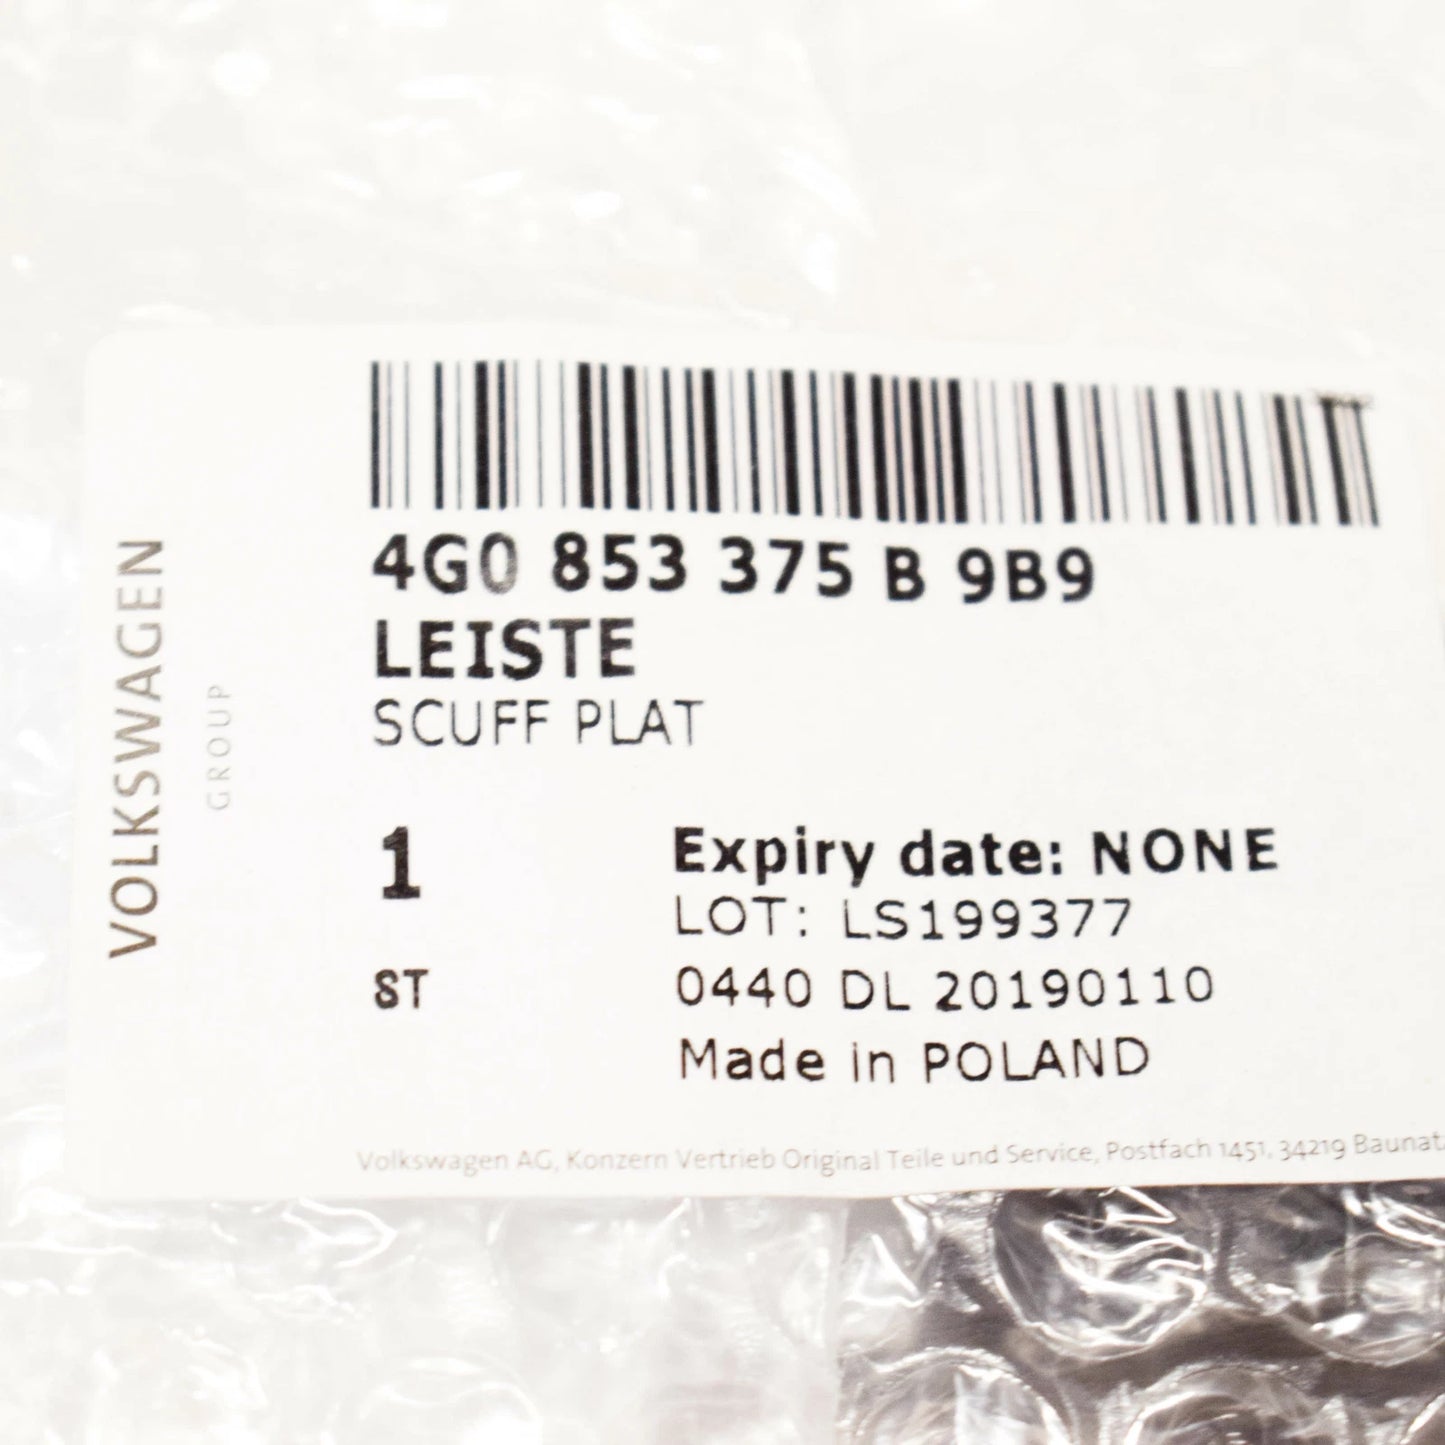 VOLKSWAGEN
GROUP
4G0 853 375 B 9B9
LEISTE
SCUFF PLAT
1
Expiry date: NONE
LOT: LS199377
ST
0440 DL 20190110
Made in POLAND
Volkswagen AG, Konzern Vertrieb Original Teile und Service, Postfach 1451, 34219 Baunat